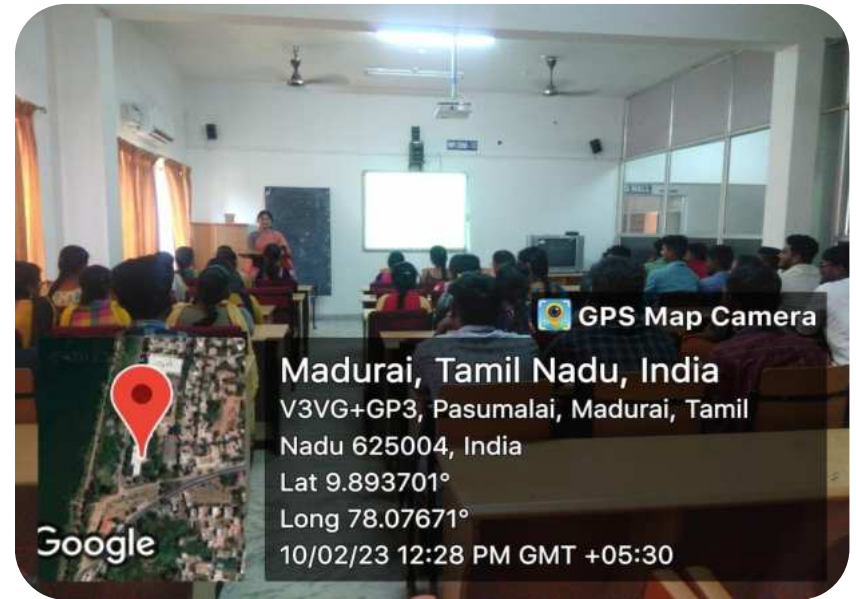 GPS Map Camera
Madurai, Tamil Nadu, India
V3VG+GP3, Pasumalai, Madurai, Tamil
Nadu 625004, India
Lat 9.893701°
Long 78.07671°
10/02/23 12:28 PM GMT +05:30
Google